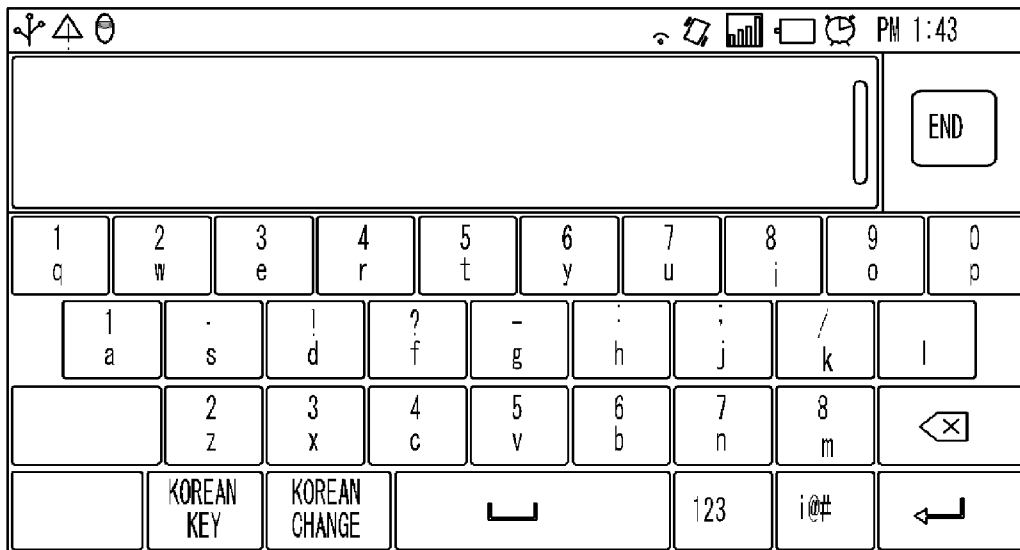 PM 1:43
END
1 2 3 4 5 6 7 8 9 0
q w e r t y u i o p
1 . ! ? - : ; /
a s d f g h j k l
2 3 4 5 6 7 8
z x c v b n m
KOREAN KEY
KOREAN CHANGE
123
i@#